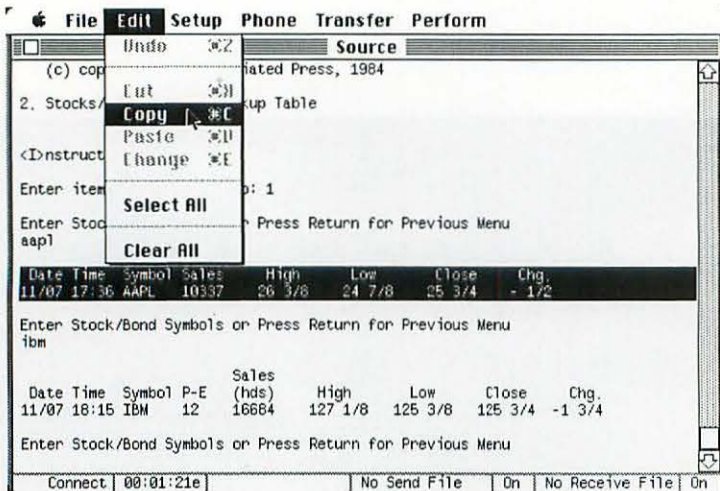 File Edit Setup Phone Transfer Perform
Source
Undo ⌘Z
Cut ⌘X
Copy ⌘C
Paste ⌘V
Change ⌘E
Select All
Clear All
(c) cop iated Press, 1984
2. Stocks/ kup Table
<I>nstruct
Enter item : 1
Enter Stoc r Press Return for Previous Menu
aapl
Date Time Symbol Sales High Low Close Chg.
11/07 17:36 AAPL 10337 26 3/8 24 7/8 25 3/4 - 1/2
Enter Stock/Bond Symbols or Press Return for Previous Menu
ibm
Sales
Date Time Symbol P-E (hds) High Low Close Chg.
11/07 18:15 IBM 12 16684 127 1/8 125 3/8 125 3/4 -1 3/4
Enter Stock/Bond Symbols or Press Return for Previous Menu
Connect 00:01:21e No Send File On No Receive File On